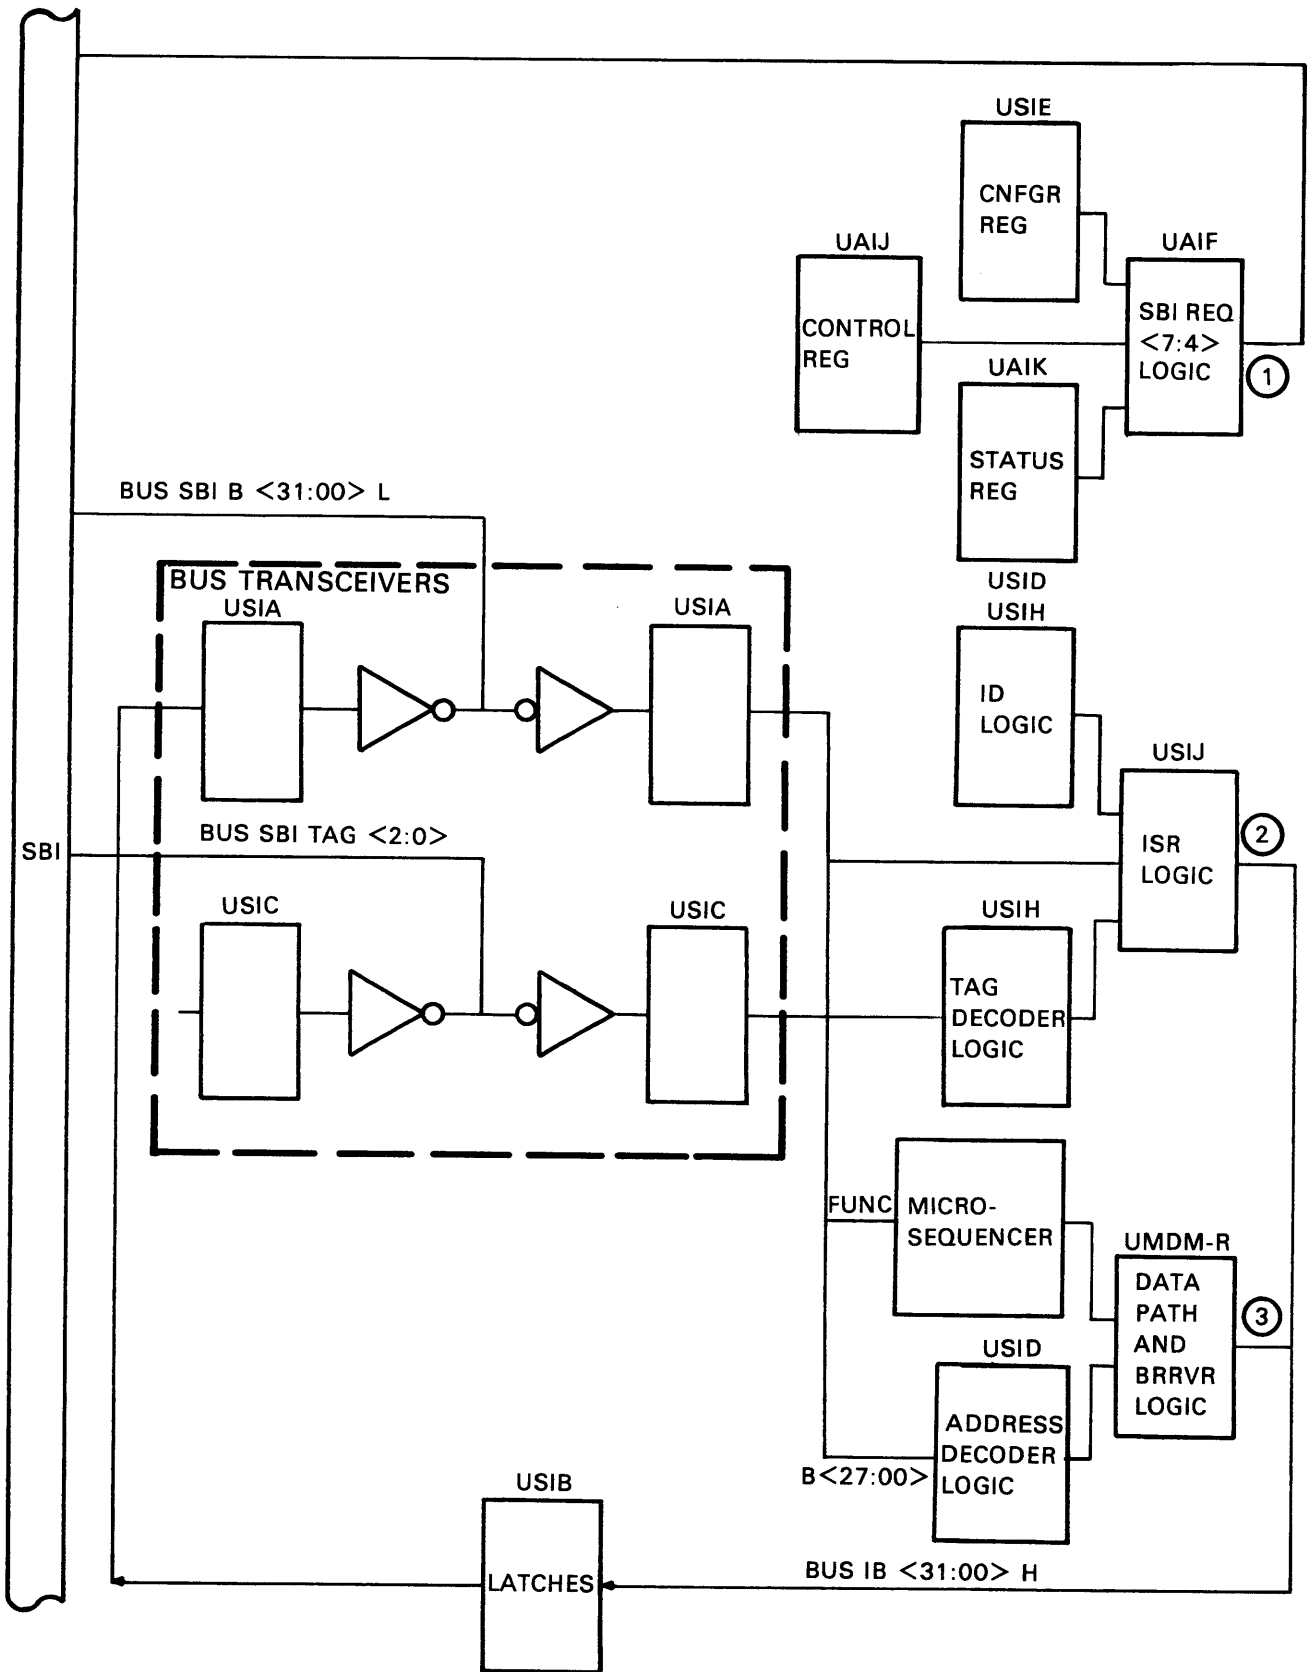 USIE
CNFGR
REG
UAIJ
UAIF
CONTROL
REG
SBI REQ
<7:4>
LOGIC
1
UAIK
STATUS
REG
BUS SBI B <31:00> L
BUS TRANSCEIVERS
USIA
USIA
USID
USIH
ID
LOGIC
USIJ
ISR
LOGIC
2
SBI
BUS SBI TAG <2:0>
USIC
USIC
USIH
TAG
DECODER
LOGIC
FUNC
MICRO-
SEQUENCER
UMDM-R
DATA
PATH
AND
BRRVR
LOGIC
3
USID
ADDRESS
DECODER
LOGIC
B<27:00>
USIB
LATCHES
BUS IB <31:00> H